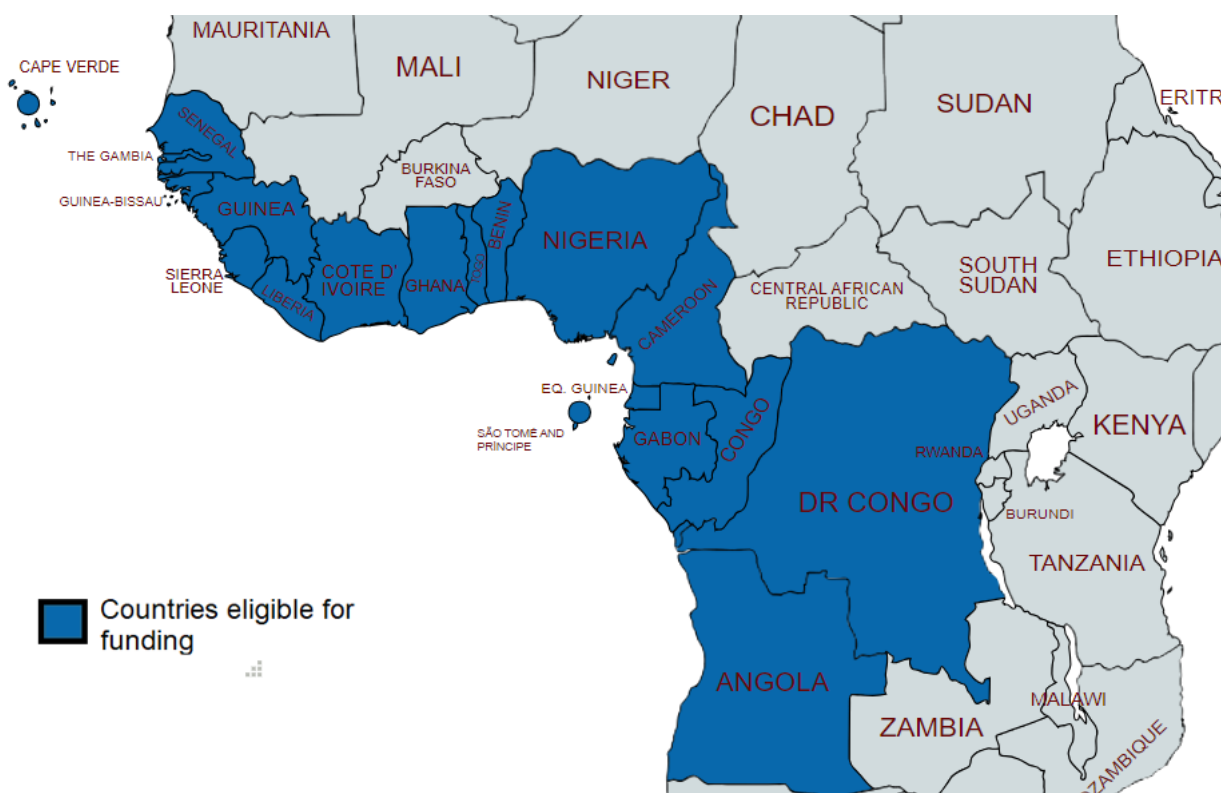 MAURITANIA
CAPE VERDE
MALI
NIGER
CHAD
SUDAN
ERITR
SENEGAL
THE GAMBIA
BURKINA
FASO
GUINEA-BISSAU
GUINEA
BENIN
NIGERIA
SOUTH
SUDAN
ETHIOPIA
SIERRA
LEONE
LIBERIA
COTE D'
IVOIRE
GHANA
TOGO
CAMEROON
CENTRAL AFRICAN
REPUBLIC
EQ. GUINEA
SÃO TOMÉ AND
PRÍNCIPE
GABON
CONGO
UGANDA
KENYA
RWANDA
DR CONGO
BURUNDI
TANZANIA
Countries eligible for
funding
ANGOLA
ZAMBIA
MALAWI
OZAMBIQUE